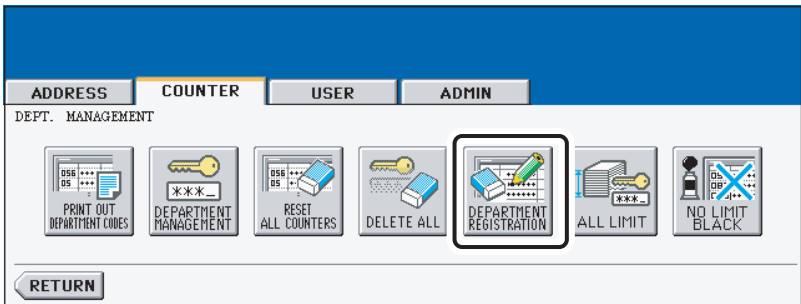 ADDRESS COUNTER USER ADMIN
DEPT. MANAGEMENT
PRINT OUT
DEPARTMENT CODES
DEPARTMENT
MANAGEMENT
RESET
ALL COUNTERS
DELETE ALL
DEPARTMENT
REGISTRATION
ALL LIMIT
NO LIMIT
BLACK
RETURN